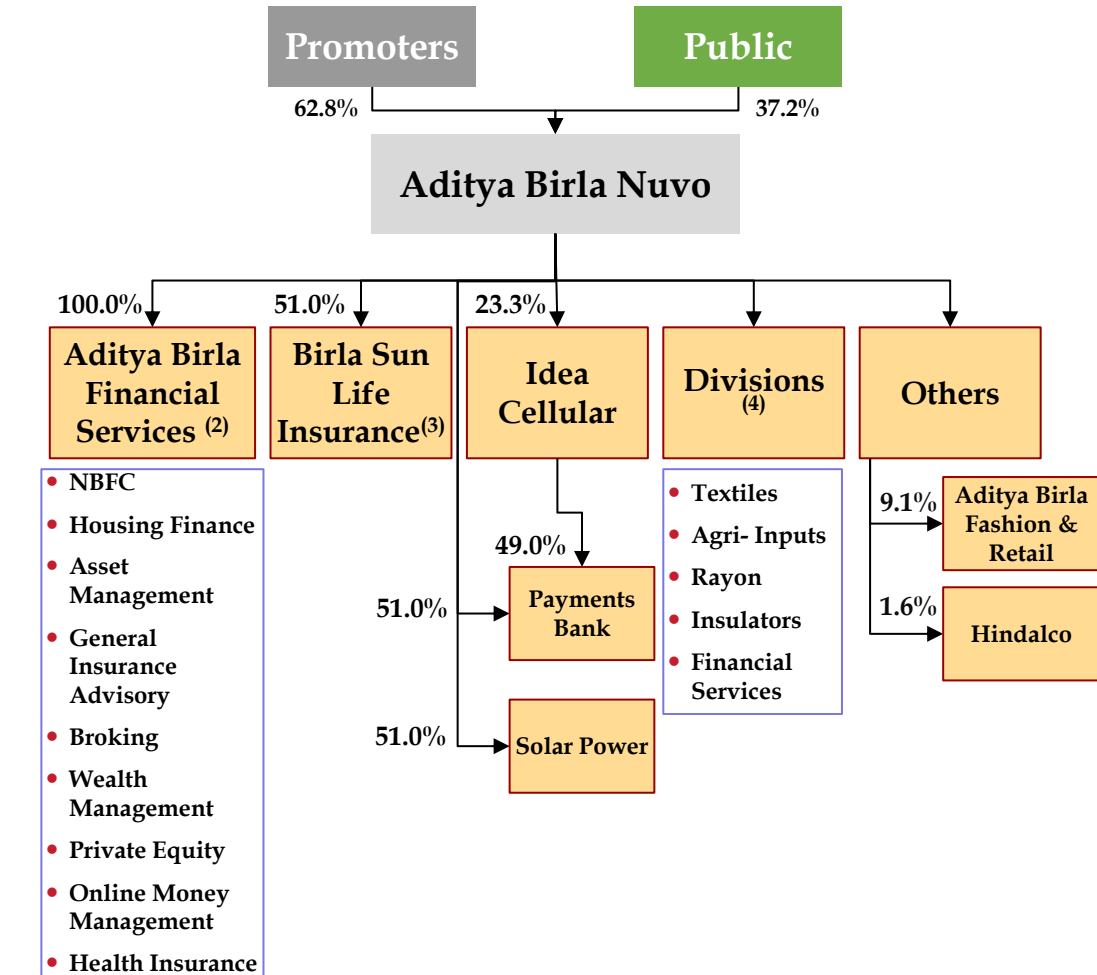 Promoters
Public
62.8%
37.2%
Aditya Birla Nuvo
100.0%
51.0%
23.3%
Aditya Birla
Financial
Services (2)
Birla Sun
Life
Insurance(3)
Idea
Cellular
Divisions
(4)
Others
• NBFC
• Housing Finance
• Asset
Management
• General
Insurance
Advisory
• Broking
• Wealth
Management
• Private Equity
• Online Money
Management
• Health Insurance
49.0%
51.0%
Payments
Bank
51.0%
Solar Power
• Textiles
• Agri- Inputs
• Rayon
• Insulators
• Financial
Services
9.1%
Aditya Birla
Fashion &
Retail
1.6%
Hindalco